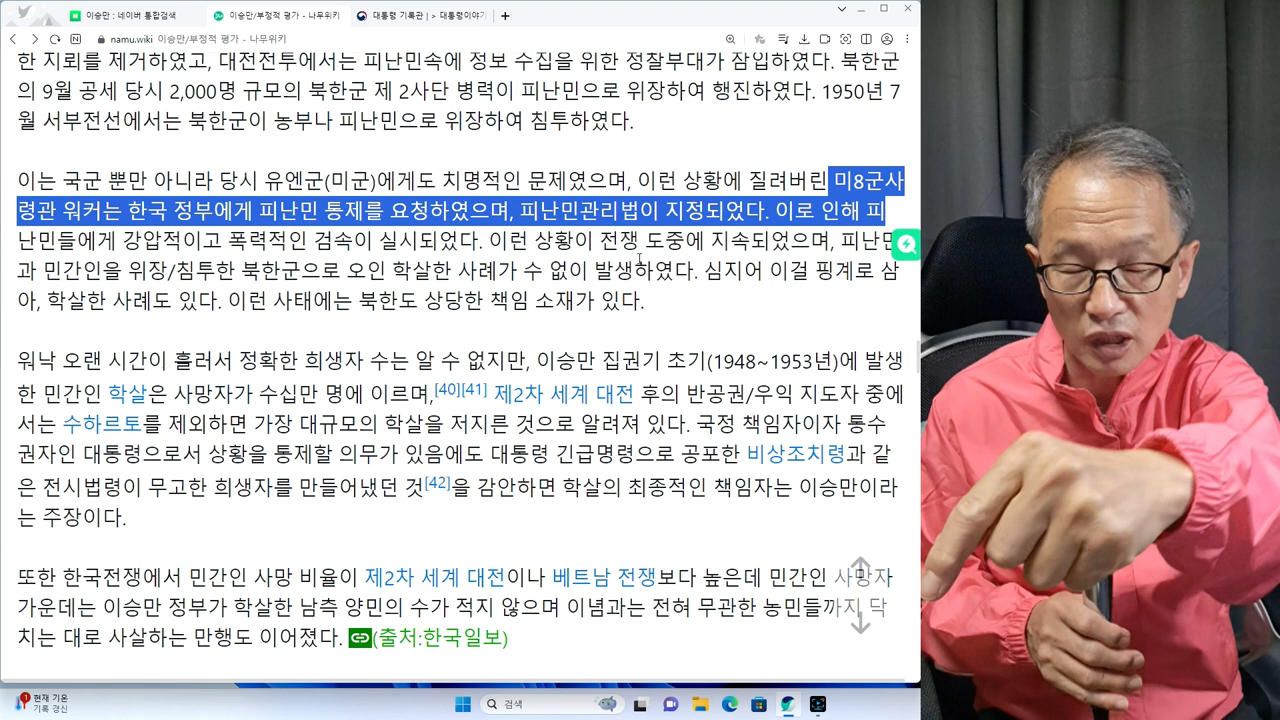 이승만 : 네이버 통합검색
이승만/부정적 평가 - 나무위키
대통령 기록관 | > 대통령이야기
namu.wiki 이승만/부정적 평가 - 나무위키
한 지뢰를 제거하였고, 대전전투에서는 피난민속에 정보 수집을 위한 정찰부대가 잠입하였다. 북한군
의 9월 공세 당시 2,000명 규모의 북한군 제 2사단 병력이 피난민으로 위장하여 행진하였다. 1950년 7
월 서부전선에서는 북한군이 농부나 피난민으로 위장하여 침투하였다.
이는 국군 뿐만 아니라 당시 유엔군(미군)에게도 치명적인 문제였으며, 이런 상황에 질려버린 미8군사
령관 워커는 한국 정부에게 피난민 통제를 요청하였으며, 피난민관리법이 지정되었다. 이로 인해 피
난민들에게 강압적이고 폭력적인 검속이 실시되었다. 이런 상황이 전쟁 도중에 지속되었으며, 피난민
과 민간인을 위장/침투한 북한군으로 오인 학살한 사례가 수 없이 발생하였다. 심지어 이걸 핑계로 삼
아, 학살한 사례도 있다. 이런 사태에는 북한도 상당한 책임 소재가 있다.
워낙 오랜 시간이 흘러서 정확한 희생자 수는 알 수 없지만, 이승만 집권기 초기(1948~1953년)에 발생
한 민간인 학살은 사망자가 수십만 명에 이르며,[40][41] 제2차 세계 대전 후의 반공권/우익 지도자 중에
서는 수하르토를 제외하면 가장 대규모의 학살을 저지른 것으로 알려져 있다. 국정 책임자이자 통수
권자인 대통령으로서 상황을 통제할 의무가 있음에도 대통령 긴급명령으로 공포한 비상조치령과 같
은 전시법령이 무고한 희생자를 만들어냈던 것[42]을 감안하면 학살의 최종적인 책임자는 이승만이라
는 주장이다.
또한 한국전쟁에서 민간인 사망 비율이 제2차 세계 대전이나 베트남 전쟁보다 높은데 민간인 사망자
가운데는 이승만 정부가 학살한 남측 양민의 수가 적지 않으며 이념과는 전혀 무관한 농민들까지 닥
치는 대로 사살하는 만행도 이어졌다. (출처:한국일보)
1
현재 기온
기록 경신
검색